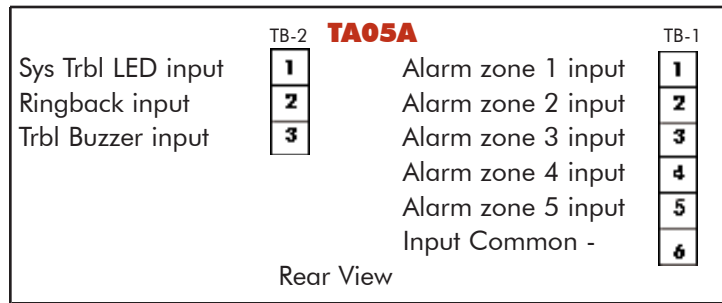 TB-2 TA05A TB-1
Sys Trbl LED input 1 Alarm zone 1 input 1
Ringback input 2 Alarm zone 2 input 2
Trbl Buzzer input 3 Alarm zone 3 input 3
Alarm zone 4 input 4
Alarm zone 5 input 5
Input Common - 6
Rear View